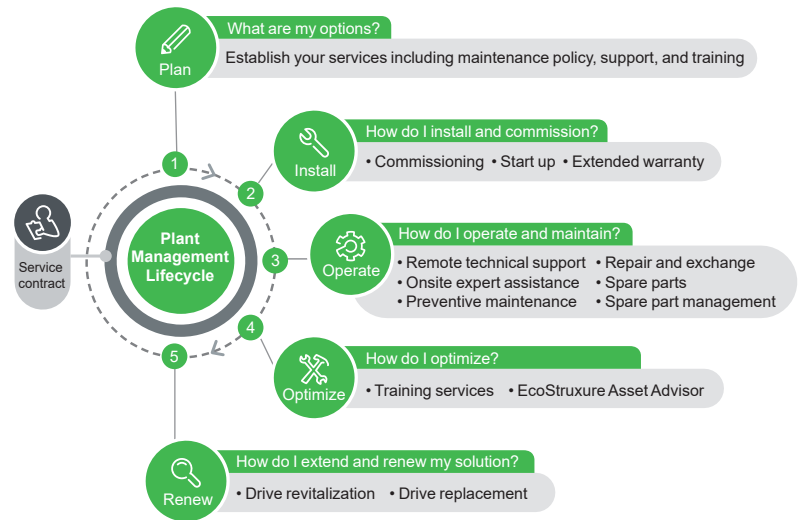 What are my options?
Plan
Establish your services including maintenance policy, support, and training
1
How do I install and commission?
Install
• Commissioning • Start up • Extended warranty
2
Service
contract
Plant
Management
Lifecycle
3
How do I operate and maintain?
Operate
• Remote technical support • Repair and exchange
• Onsite expert assistance • Spare parts
• Preventive maintenance • Spare part management
4
How do I optimize?
Optimize
• Training services • EcoStruxure Asset Advisor
5
How do I extend and renew my solution?
Renew
• Drive revitalization • Drive replacement